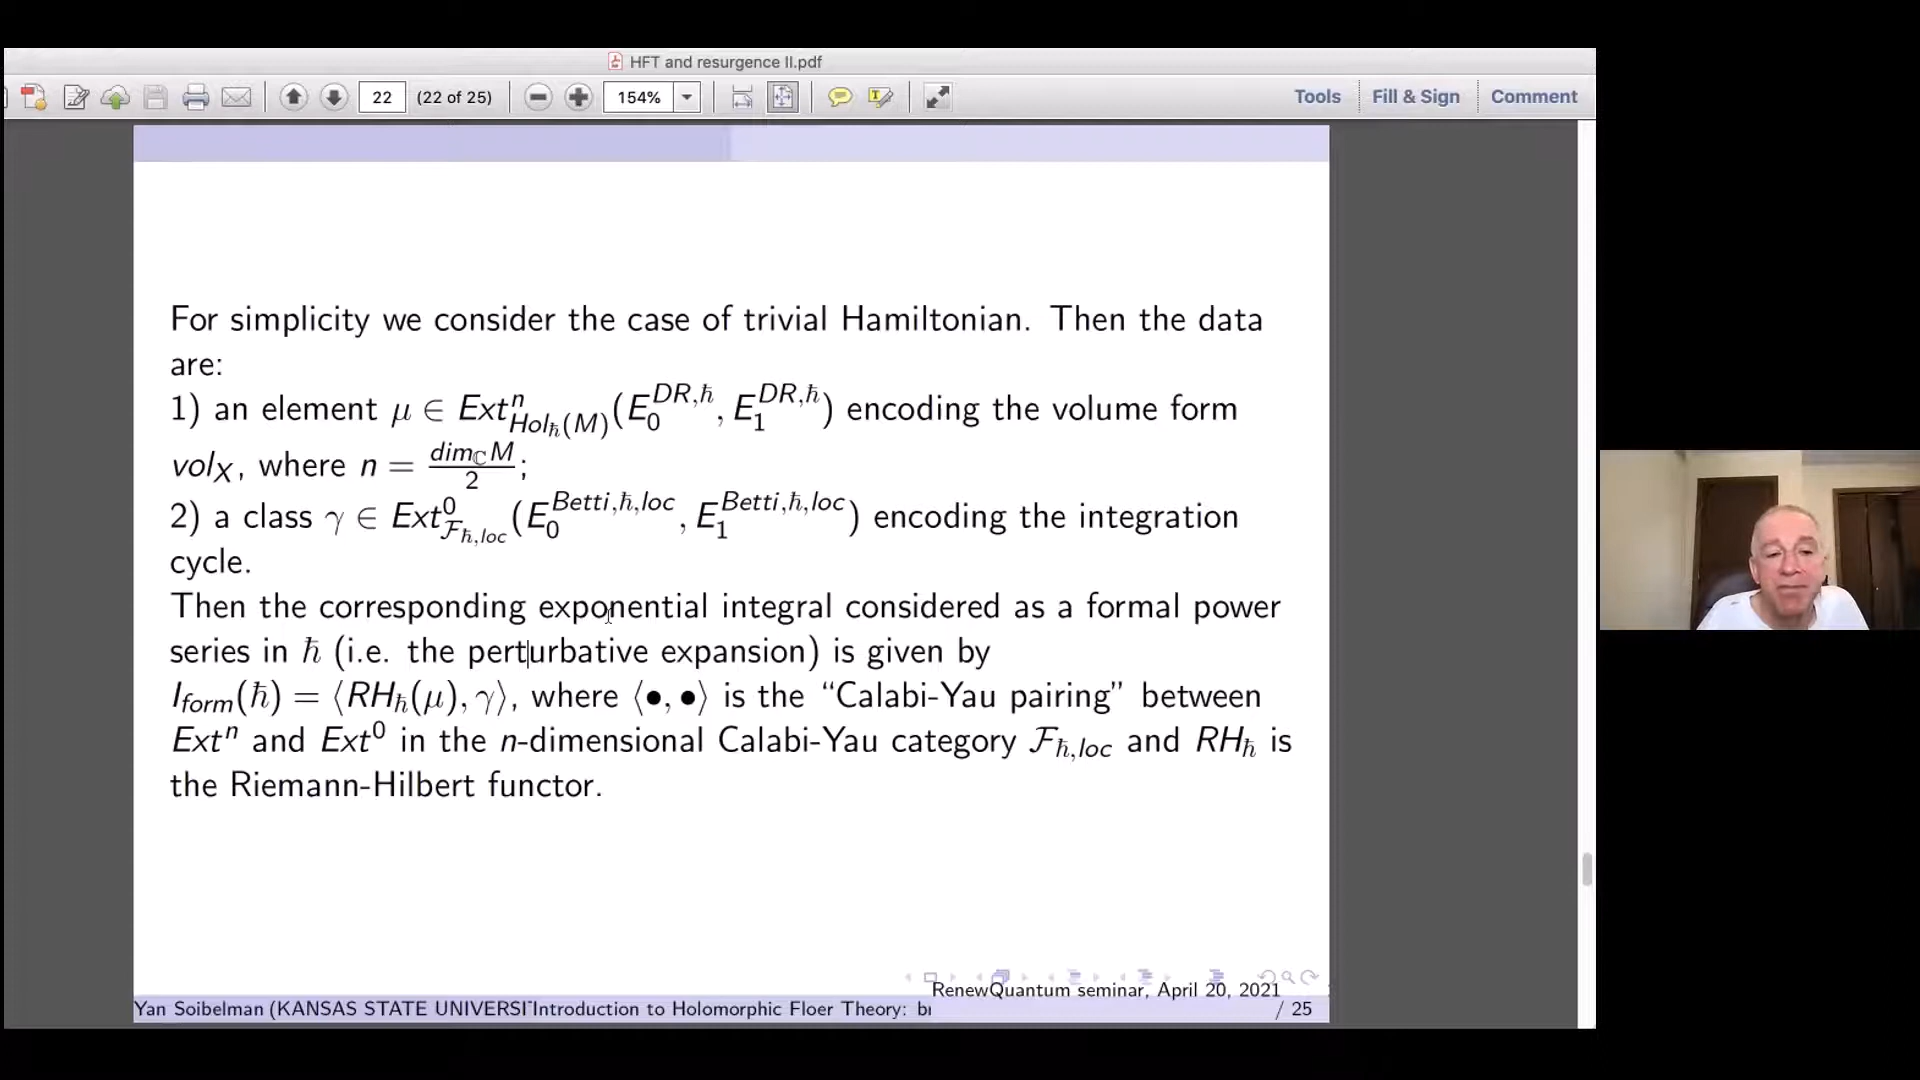 HFT and resurgence II.pdf
22 (22 of 25) 154% Tools Fill & Sign Comment
For simplicity we consider the case of trivial Hamiltonian. Then the data
are:
1) an element μ ∈ Ext^n_{Hol_ℏ(M)}(E_0^{DR,ℏ}, E_1^{DR,ℏ}) encoding the volume form
vol_X, where n = \frac{dim_ℂ M}{2};
2) a class γ ∈ Ext^0_{ℱ_{ℏ,loc}}(E_0^{Betti,ℏ,loc}, E_1^{Betti,ℏ,loc}) encoding the integration
cycle.
Then the corresponding exponential integral considered as a formal power
series in ℏ (i.e. the perturbative expansion) is given by
I_{form}(ℏ) = ⟨RH_ℏ(μ), γ⟩, where ⟨•, •⟩ is the “Calabi-Yau pairing” between
Ext^n and Ext^0 in the n-dimensional Calabi-Yau category ℱ_{ℏ,loc} and RH_ℏ is
the Riemann-Hilbert functor.
RenewQuantum seminar, April 20, 2021
Yan Soibelman (KANSAS STATE UNIVERSI Introduction to Holomorphic Floer Theory: / 25